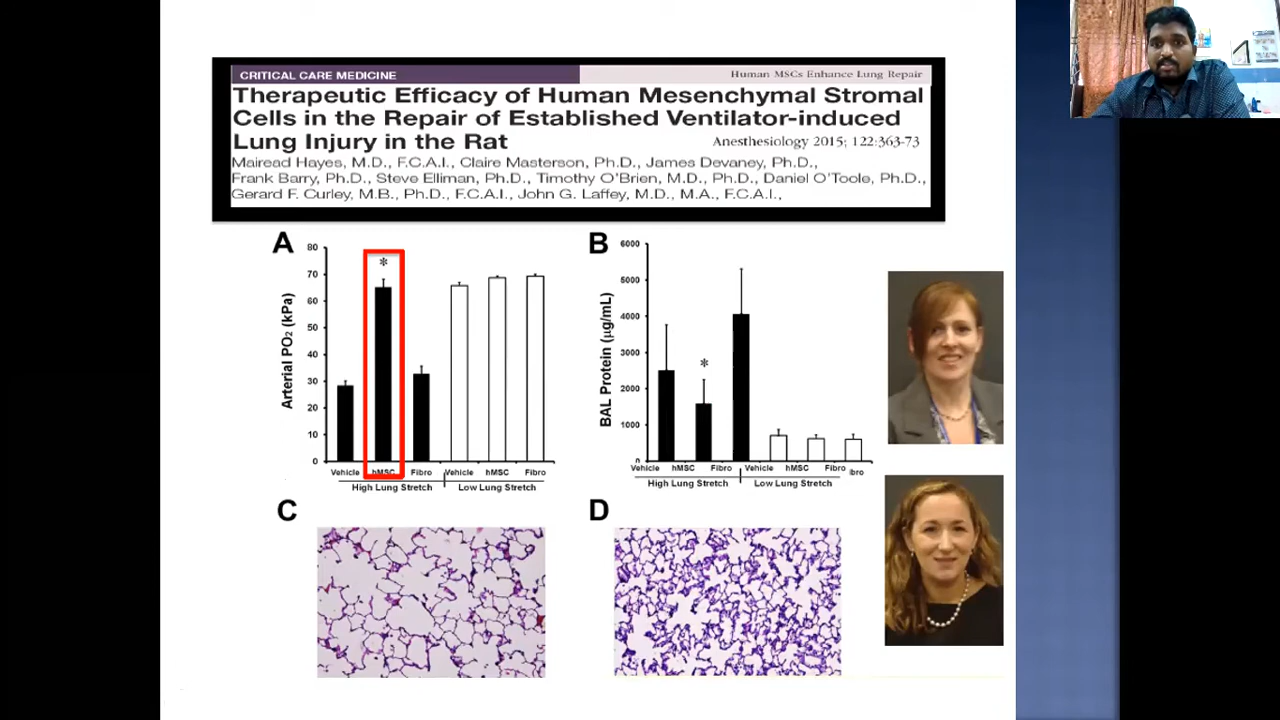 CRITICAL CARE MEDICINE
Human MSCs Enhance Lung Repair
Therapeutic Efficacy of Human Mesenchymal Stromal
Cells in the Repair of Established Ventilator-induced
Lung Injury in the Rat
Anesthesiology 2015; 122:363-73
Mairead Hayes, M.D., F.C.A.I., Claire Masterson, Ph.D., James Devaney, Ph.D.,
Frank Barry, Ph.D., Steve Elliman, Ph.D., Timothy O'Brien, M.D., Ph.D., Daniel O'Toole, Ph.D.,
Gerard F. Curley, M.B., Ph.D., F.C.A.I., John G. Laffey, M.D., M.A., F.C.A.I.,
A
80
70
60
50
40
30
20
10
0
Arterial PO2 (kPa)
*
Vehicle hMSC Fibro Vehicle hMSC Fibro
High Lung Stretch Low Lung Stretch
B
6000
5000
4000
3000
2000
1000
0
BAL Protein (µg/mL)
*
Vehicle hMSC Fibro Vehicle hMSC Fibro ibro
High Lung Stretch Low Lung Stretch
C
D